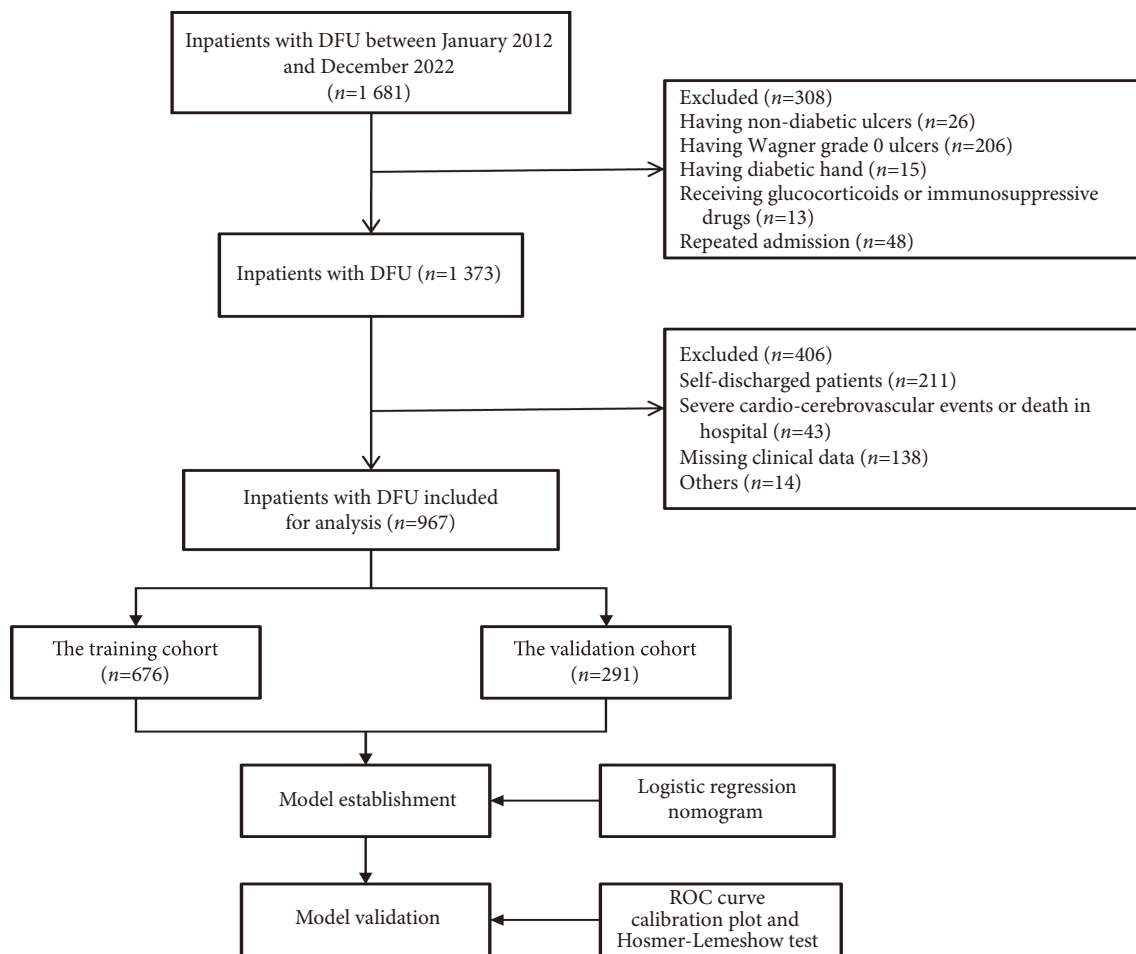 Inpatients with DFU between January 2012
and December 2022
(n=1 681)
Excluded (n=308)
Having non-diabetic ulcers (n=26)
Having Wagner grade 0 ulcers (n=206)
Having diabetic hand (n=15)
Receiving glucocorticoids or immunosuppressive
drugs (n=13)
Repeated admission (n=48)
Inpatients with DFU (n=1 373)
Excluded (n=406)
Self-discharged patients (n=211)
Severe cardio-cerebrovascular events or death in
hospital (n=43)
Missing clinical data (n=138)
Others (n=14)
Inpatients with DFU included
for analysis (n=967)
The training cohort
(n=676)
The validation cohort
(n=291)
Model establishment
Logistic regression
nomogram
Model validation
ROC curve
calibration plot and
Hosmer-Lemeshow test